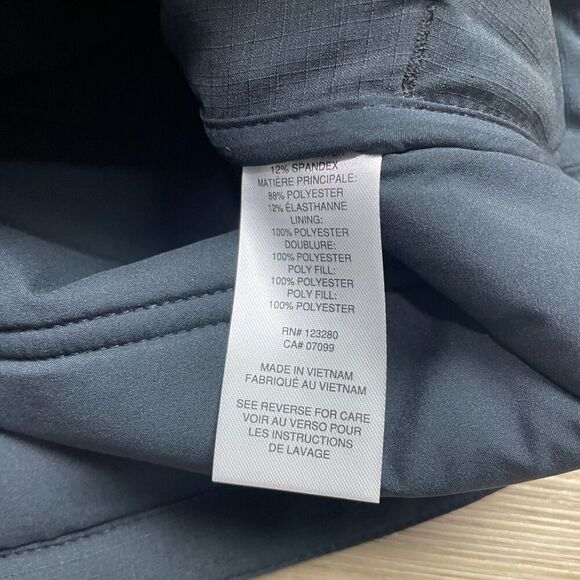 12% SPANDEX
MATIÈRE PRINCIPALE:
88% POLYESTER
12% ÉLASTHANNE
LINING:
100% POLYESTER
DOUBLURE:
100% POLYESTER
POLY FILL:
100% POLYESTER
POLY FILL:
100% POLYESTER
RN# 123280
CA# 07099
MADE IN VIETNAM
FABRIQUÉ AU VIETNAM
SEE REVERSE FOR CARE
VOIR AU VERSO POUR
LES INSTRUCTIONS
DE LAVAGE